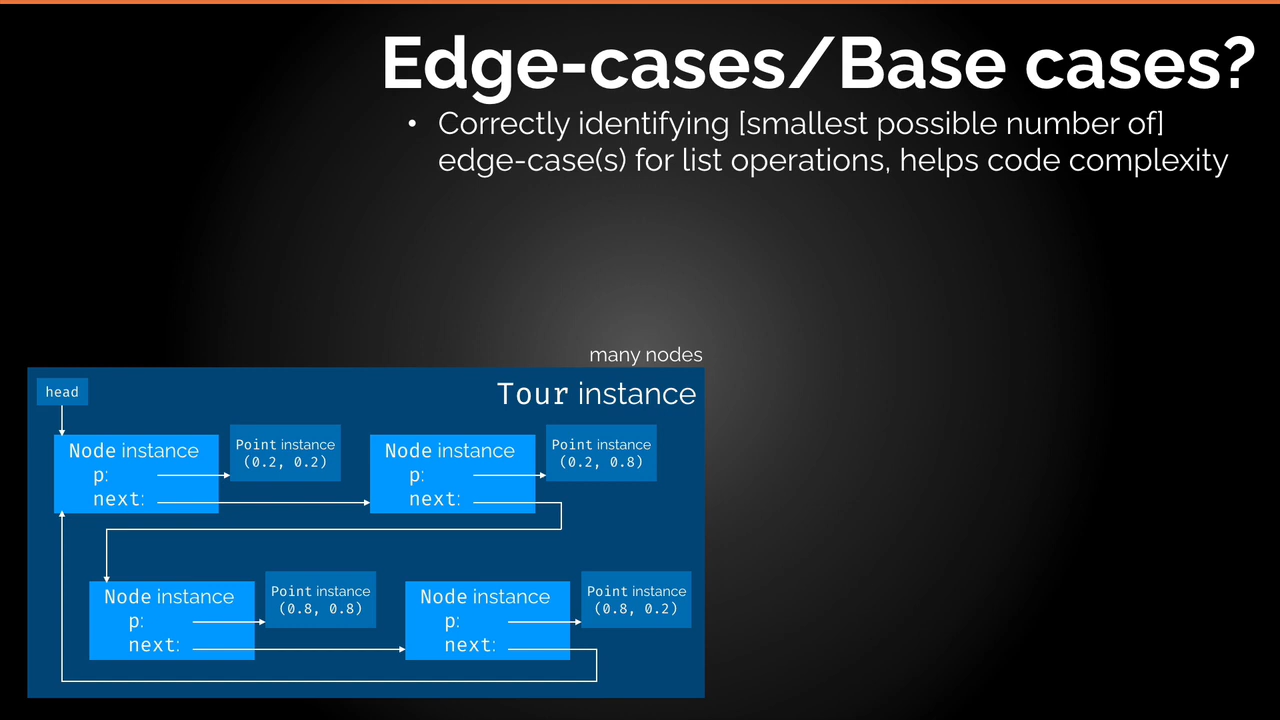 Edge-cases/Base cases?
• Correctly identifying [smallest possible number of]
edge-case(s) for list operations, helps code complexity
many nodes
head
Tour instance
Node instance
p:
next:
Point instance
(0.2, 0.2)
Node instance
p:
next:
Point instance
(0.2, 0.8)
Node instance
p:
next:
Point instance
(0.8, 0.8)
Node instance
p:
next:
Point instance
(0.8, 0.2)